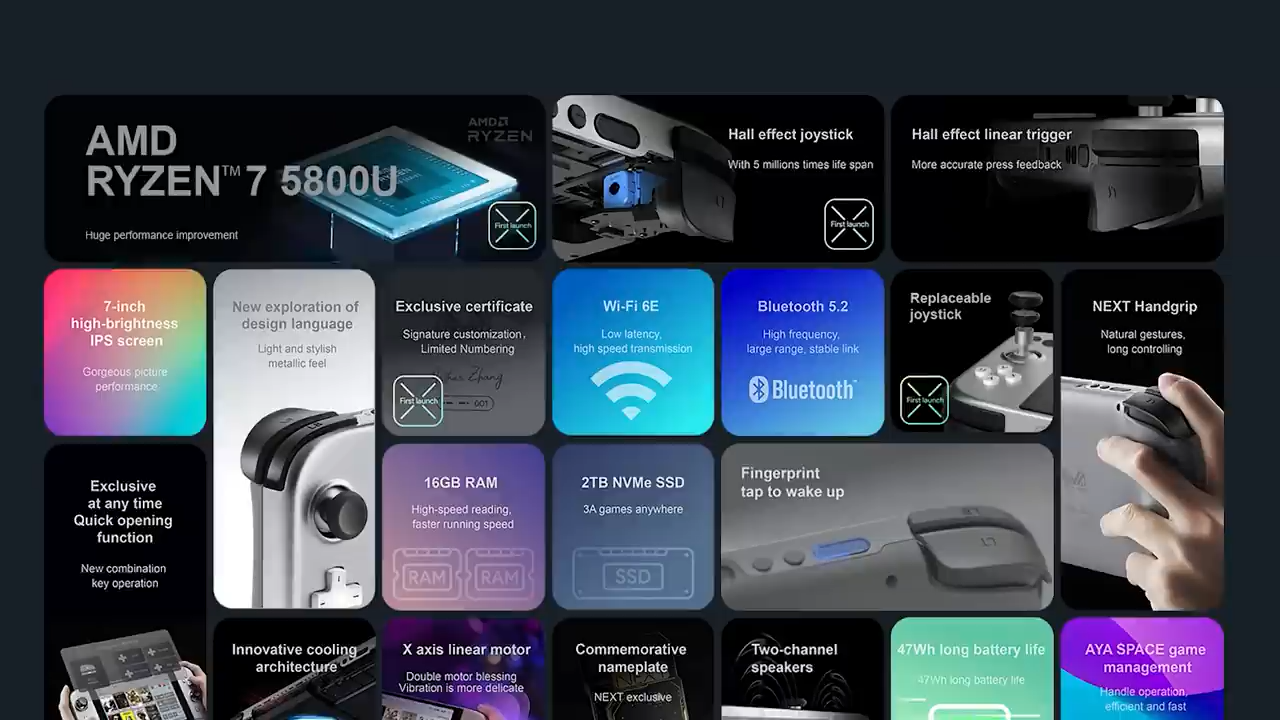 AMD
RYZEN™ 7 5800U
Huge performance improvement
AMD
RYZEN
First launch
Hall effect joystick
With 5 millions times life span
First launch
Hall effect linear trigger
More accurate press feedback
7-inch
high-brightness
IPS screen
Gorgeous picture
performance
New exploration of
design language
Light and stylish
metallic feel
Exclusive certificate
Signature customization,
Limited Numbering
First launch
001
Wi-Fi 6E
Low latency,
high speed transmission
Bluetooth 5.2
High frequency,
large range, stable link
Bluetooth™
Replaceable
joystick
First launch
NEXT Handgrip
Natural gestures,
long controlling
Exclusive
at any time
Quick opening
function
New combination
key operation
16GB RAM
High-speed reading,
faster running speed
RAM RAM
2TB NVMe SSD
3A games anywhere
SSD
Fingerprint
tap to wake up
Innovative cooling
architecture
X axis linear motor
Double motor blessing
Vibration is more delicate
Commemorative
nameplate
NEXT exclusive
Two-channel
speakers
47Wh long battery life
47Wh long battery life
AYA SPACE game
management
Handle operation,
efficient and fast